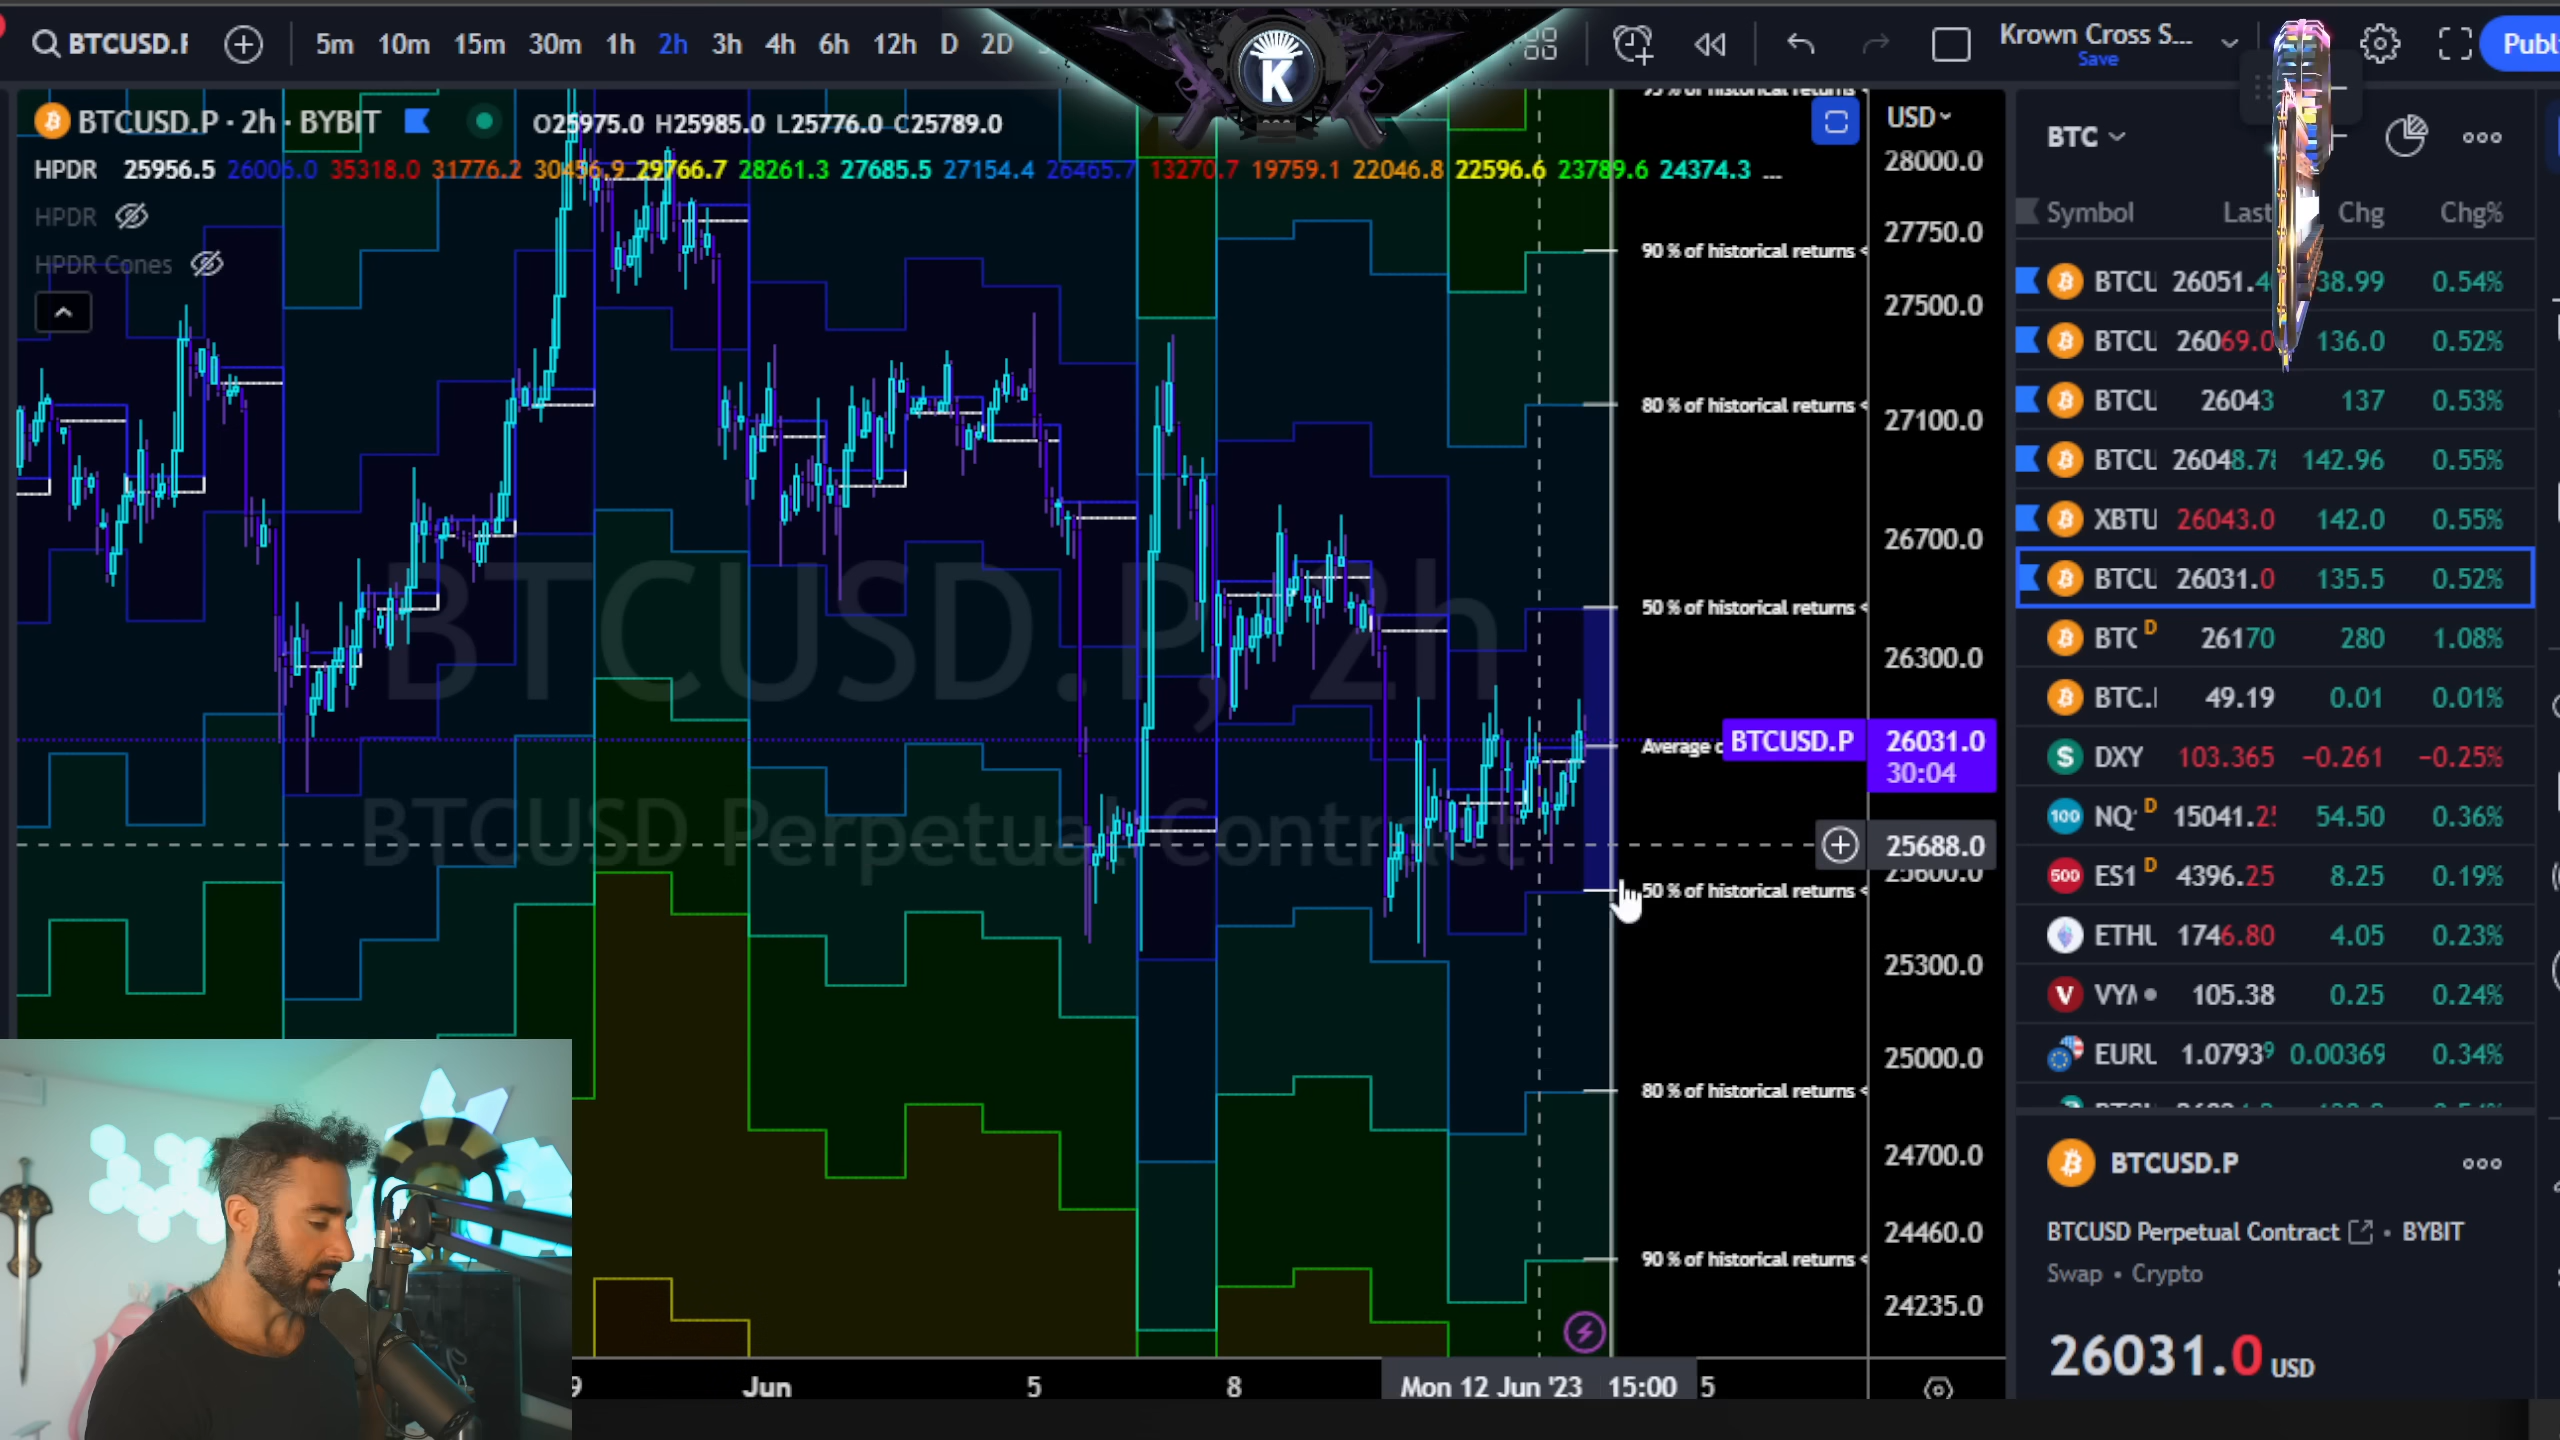 BTCUSD.P 5m 10m 15m 30m 1h 2h 3h 4h 6h 12h D 2D K Krown Cross S... Publ
Save
BTCUSD.P · 2h · BYBIT O25975.0 H25985.0 L25776.0 C25789.0
HPDR 25956.5 26006.0 35318.0 31776.2 30456.9 29766.7 28261.3 27685.5 27154.4 26465.7 13270.7 19759.1 22046.8 22596.6 23789.6 24374.3 ...
HPDR
HPDR Cones
BTCUSD.P, 2h
BTCUSD Perpetual Contract
% of historical returns
90 % of historical returns <
80 % of historical returns <
50 % of historical returns <
Average
BTCUSD.P
50 % of historical returns <
80 % of historical returns <
90 % of historical returns <
USD
28000.0
27750.0
27500.0
27100.0
26700.0
26300.0
26031.0
30:04
25688.0
25600.0
25300.0
25000.0
24700.0
24460.0
24235.0
9 Jun 5 8 Mon 12 Jun '23 15:00 5
BTC
Symbol Last Chg Chg%
BTCU 26051.4 38.99 0.54%
BTCU 26069.0 136.0 0.52%
BTCU 26043 137 0.53%
BTCU 26048.78 142.96 0.55%
XBTU 26043.0 142.0 0.55%
BTCU 26031.0 135.5 0.52%
BTC D 26170 280 1.08%
BTC. 49.19 0.01 0.01%
S DXY 103.365 −0.261 −0.25%
100 NQ D 15041.25 54.50 0.36%
500 ES1 D 4396.25 8.25 0.19%
ETHU 1746.80 4.05 0.23%
V VYM 105.38 0.25 0.24%
EURU 1.07939 0.00369 0.34%
BTCUSD.P
BTCUSD Perpetual Contract • BYBIT
Swap • Crypto
26031.0 USD